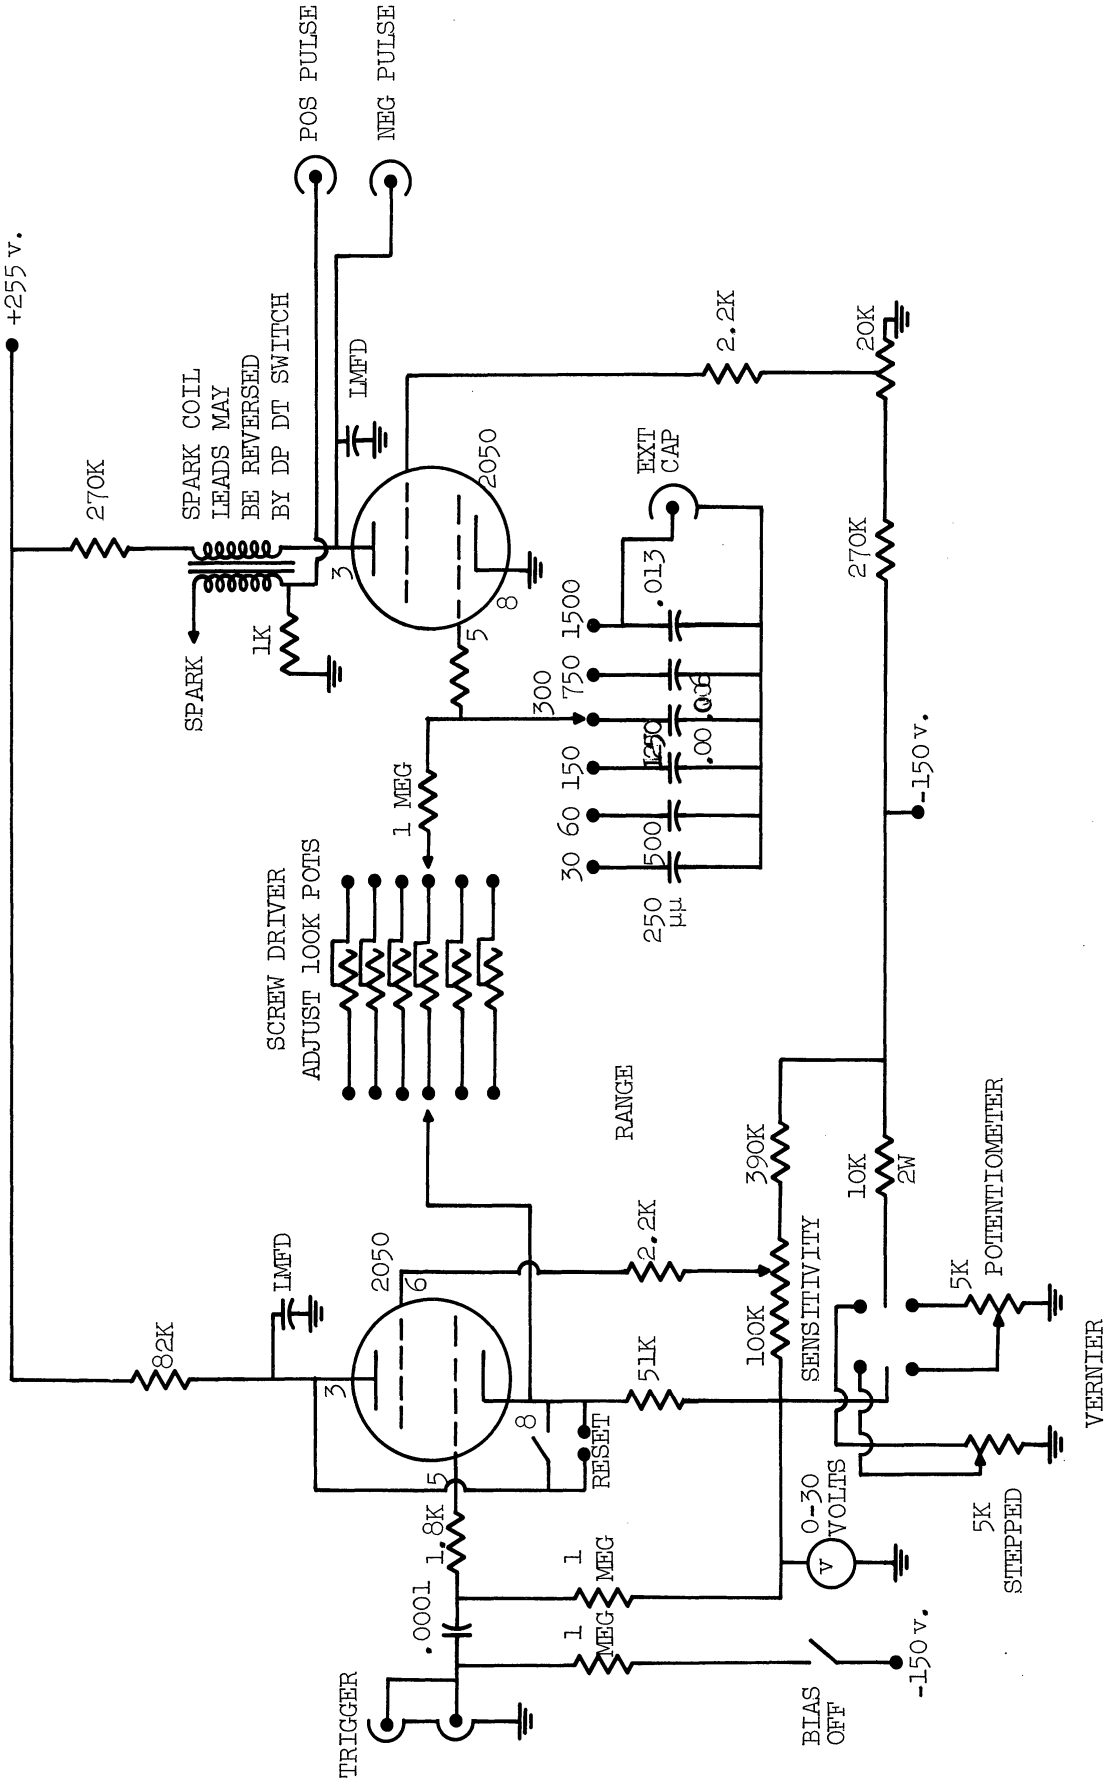 +255 v.
SPARK COIL
LEADS MAY
BE REVERSED
BY DP DT SWITCH
POS PULSE
NEG PULSE
270K
SPARK
1K
LMFD
3
2050
5
8
2.2K
20K
270K
EXT
CAP
30
60
150
300
750
1500
.013
250
μμ
500
.00
1 MEG
SCREW DRIVER
ADJUST 100K POTS
RANGE
82K
LMFD
3
2050
6
5
8
RESET
2.2K
51K
390K
100K
SENSITIVITY
10K
2W
-150 v.
5K
POTENTIOMETER
VERNIER
5K
STEPPED
0-30
VOLTS
V
1.8K
.0001
1
MEG
1
MEG
TRIGGER
BIAS
OFF
-150 v.